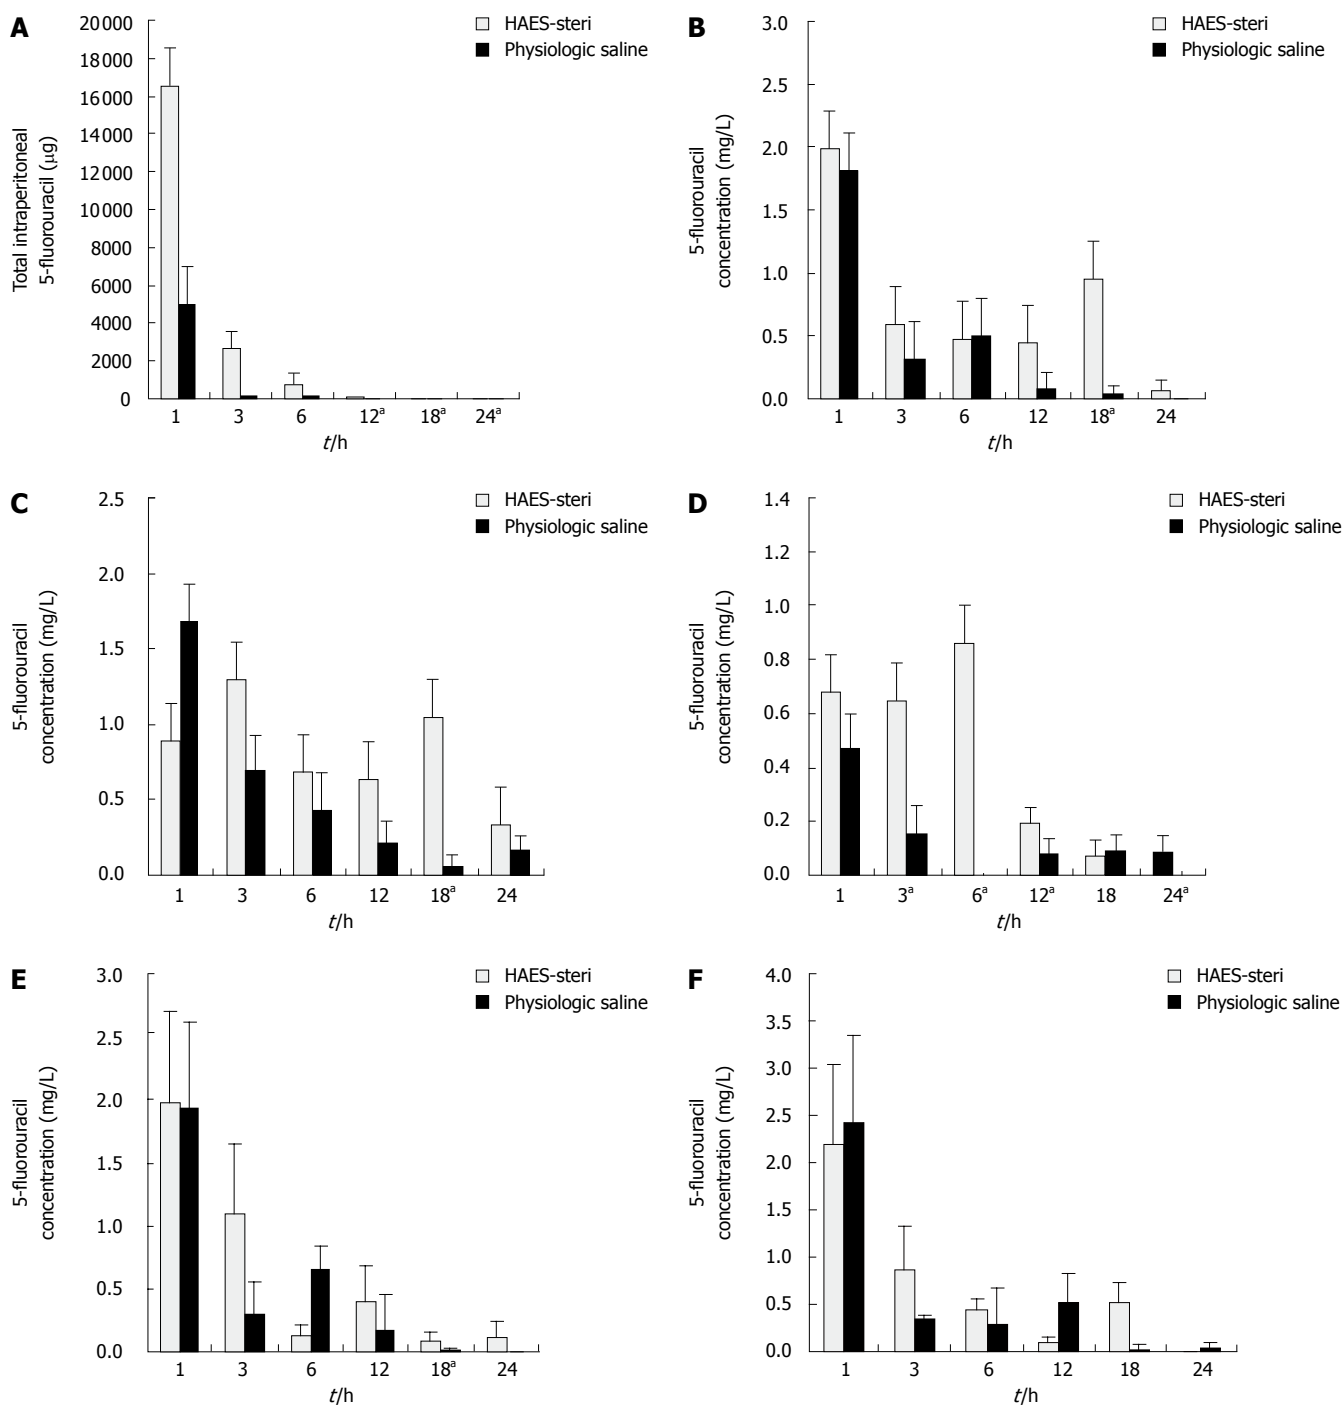 A
HAES-steri
Physiologic saline
Total intraperitoneal
5-fluorouracil (µg)
20000
18000
16000
14000
12000
10000
8000
6000
4000
2000
0
1 3 6 12ᵃ 18ᵃ 24ᵃ
t/h
B
HAES-steri
Physiologic saline
5-fluorouracil
concentration (mg/L)
3.0
2.5
2.0
1.5
1.0
0.5
0.0
1 3 6 12 18ᵃ 24
t/h
C
HAES-steri
Physiologic saline
5-fluorouracil
concentration (mg/L)
2.5
2.0
1.5
1.0
0.5
0.0
1 3 6 12 18ᵃ 24
t/h
D
HAES-steri
Physiologic saline
5-fluorouracil
concentration (mg/L)
1.4
1.2
1.0
0.8
0.6
0.4
0.2
0.0
1 3ᵃ 6ᵃ 12ᵃ 18 24ᵃ
t/h
E
HAES-steri
Physiologic saline
5-fluorouracil
concentration (mg/L)
3.0
2.5
2.0
1.5
1.0
0.5
0.0
1 3 6 12 18ᵃ 24
t/h
F
HAES-steri
Physiologic saline
5-fluorouracil
concentration (mg/L)
4.0
3.5
3.0
2.5
2.0
1.5
1.0
0.5
0.0
1 3 6 12 18 24
t/h